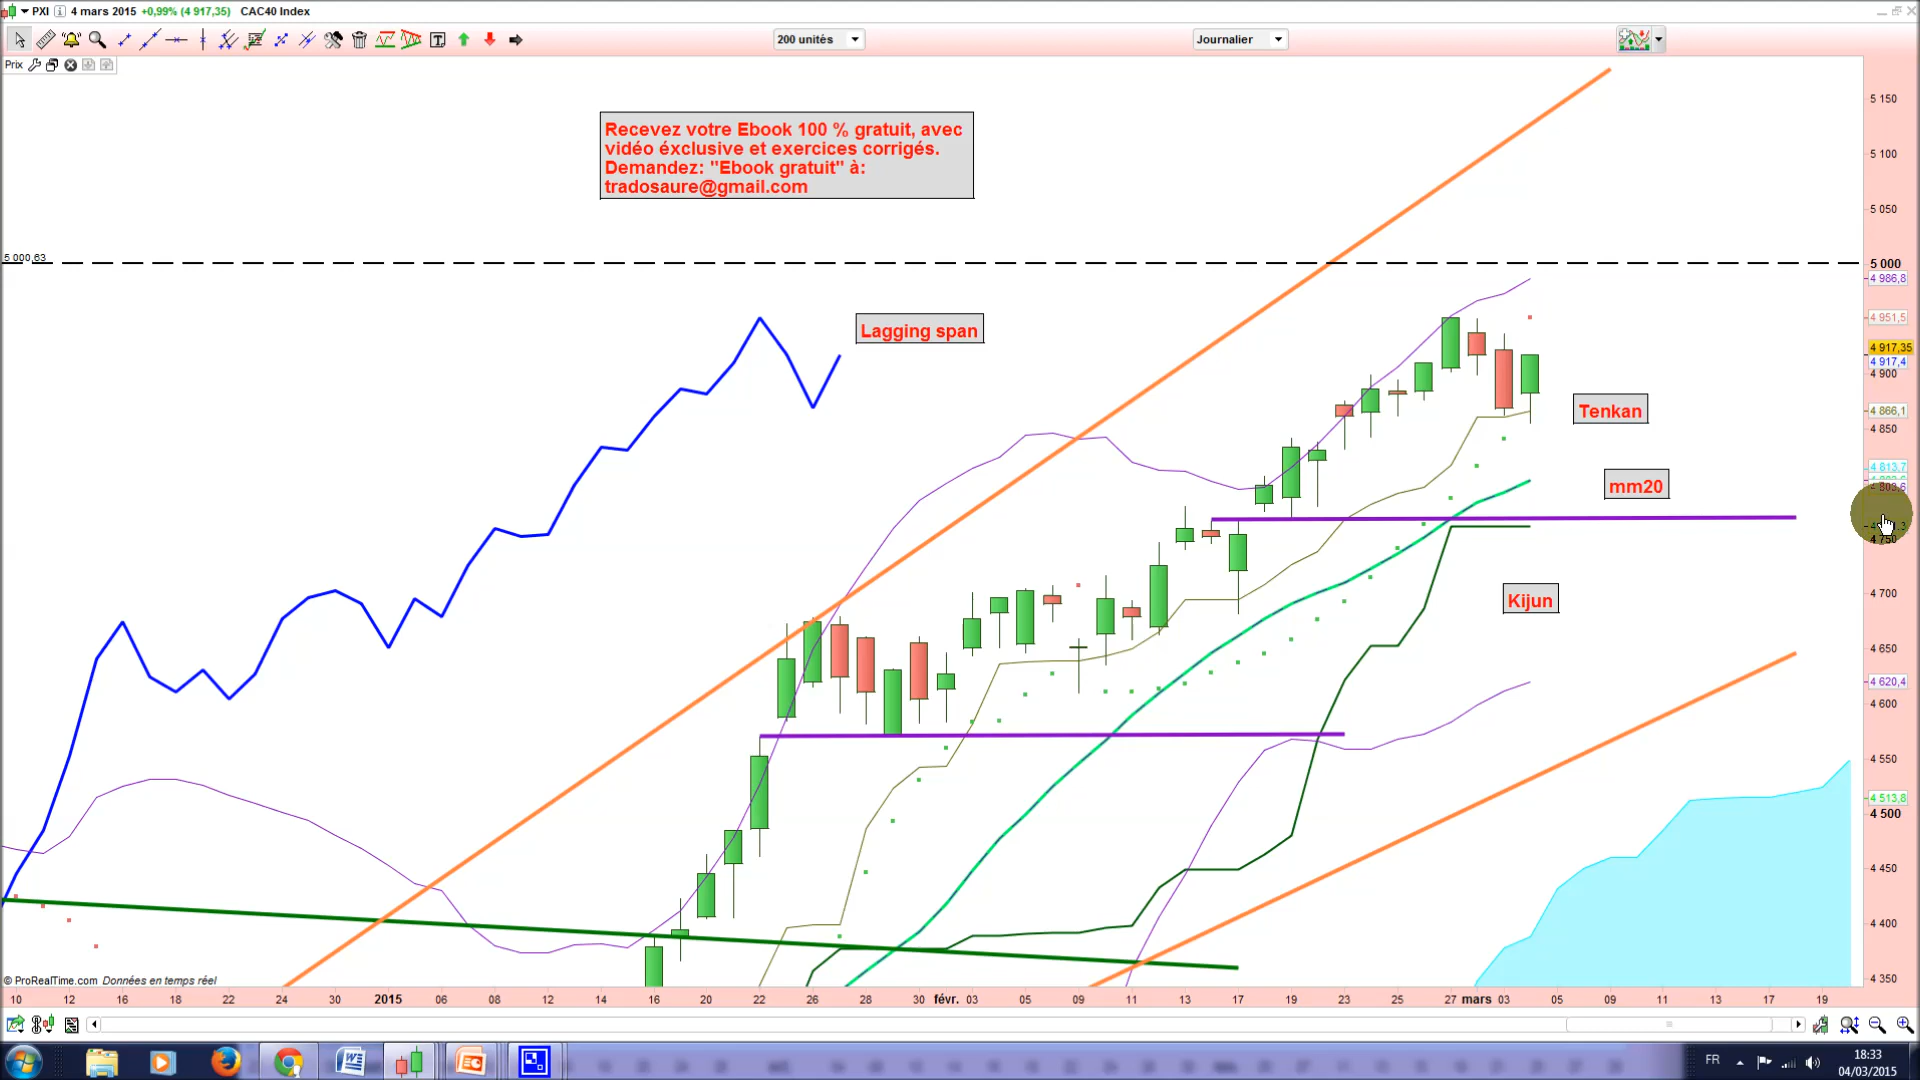 PXI 4 mars 2015 +0,99% (4 917,35) CAC40 Index
200 unités
Journalier
Prix
Recevez votre Ebook 100 % gratuit, avec
vidéo éxclusive et exercices corrigés.
Demandez: "Ebook gratuit" à:
tradosaure@gmail.com
5 000,63
Lagging span
Tenkan
mm20
Kijun
5 150
5 100
5 050
5 000
4 986,8
4 951,5
4 917,35
4 917,4
4 900
4 866,1
4 850
4 813,7
4 750
4 700
4 650
4 620,4
4 600
4 550
4 513,8
4 500
4 450
4 400
4 350
© ProRealTime.com Données en temps réel
10 12 16 18 22 24 30 2015 06 08 12 14 16 20 22 26 28 30 févr. 03 05 09 11 13 17 19 23 25 27 mars 03 05 09 11 13 17 19
FR
18:33
04/03/2015